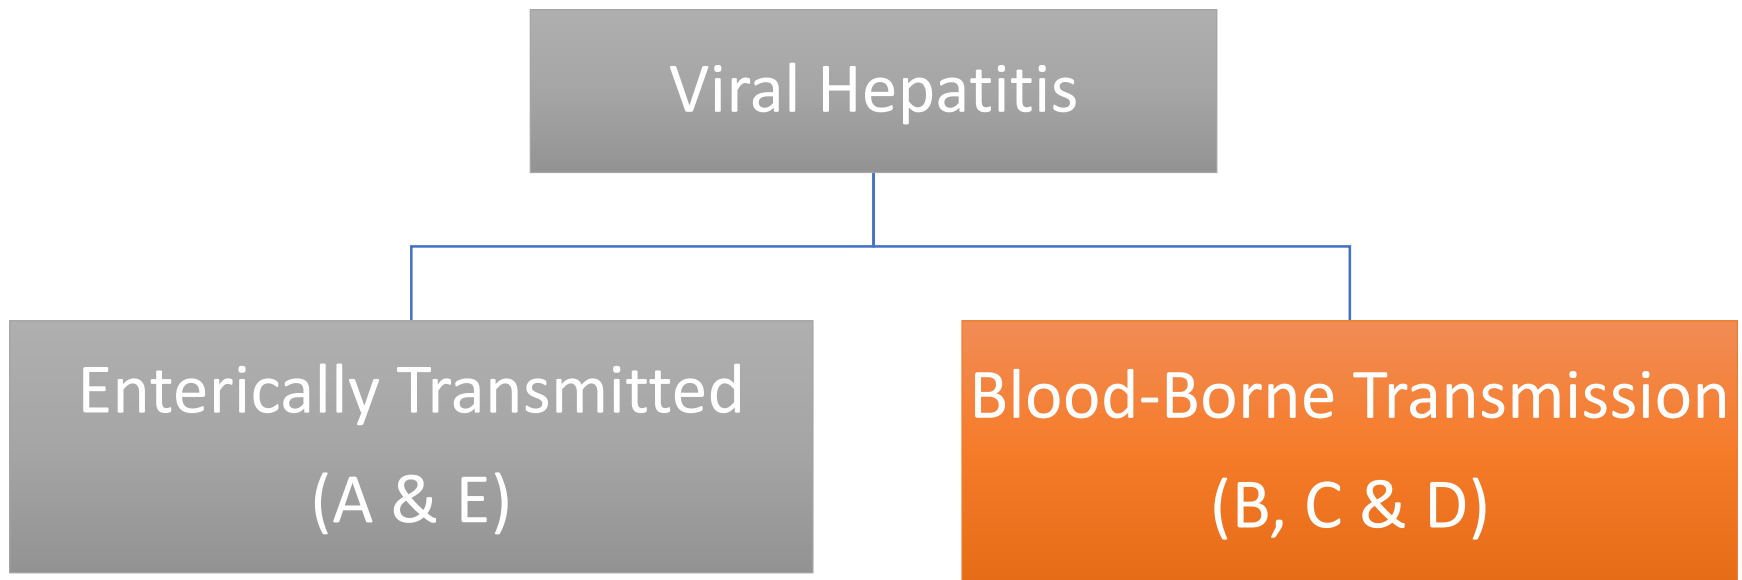 Viral Hepatitis
Enterically Transmitted
(A & E)
Blood-Borne Transmission
(B, C & D)